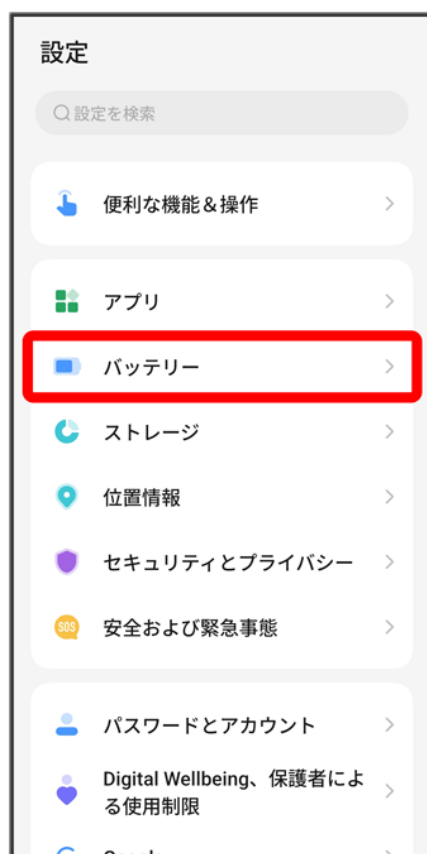 設定
設定を検索
便利な機能＆操作
アプリ
バッテリー
ストレージ
位置情報
セキュリティとプライバシー
SOS
安全および緊急事態
パスワードとアカウント
Digital Wellbeing、保護者によ
る使用制限